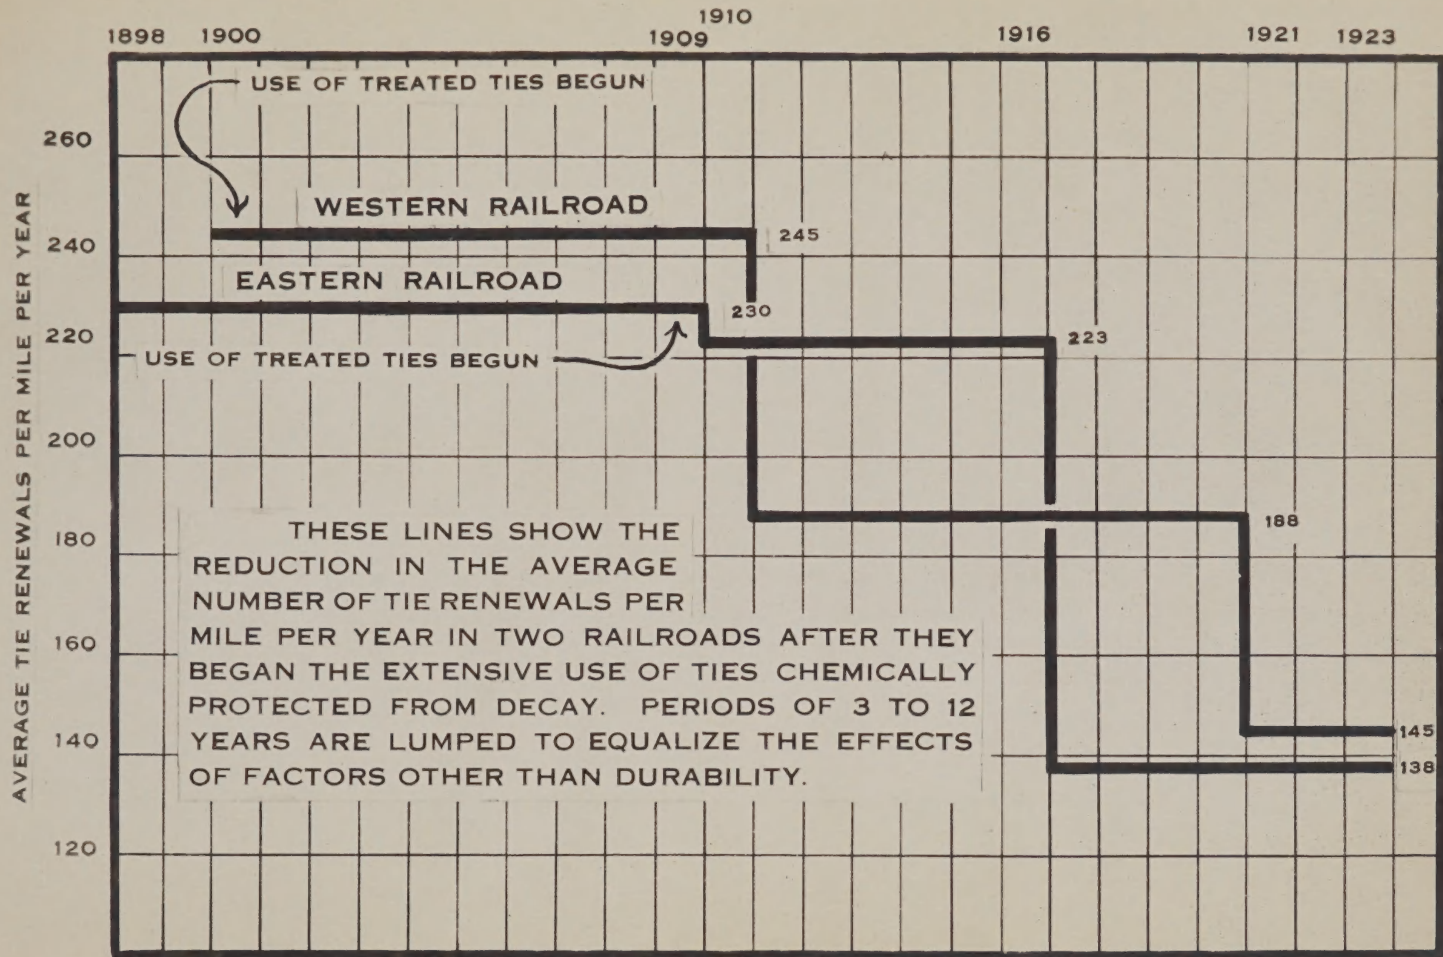 1910
1898 1900 1909 1916 1921 1923
USE OF TREATED TIES BEGUN
260
WESTERN RAILROAD
245
240
EASTERN RAILROAD
230
220
223
USE OF TREATED TIES BEGUN
200
188
180
THESE LINES SHOW THE
REDUCTION IN THE AVERAGE
NUMBER OF TIE RENEWALS PER
MILE PER YEAR IN TWO RAILROADS AFTER THEY
BEGAN THE EXTENSIVE USE OF TIES CHEMICALLY
PROTECTED FROM DECAY. PERIODS OF 3 TO 12
YEARS ARE LUMPED TO EQUALIZE THE EFFECTS
OF FACTORS OTHER THAN DURABILITY.
160
140
145
138
120
AVERAGE TIE RENEWALS PER MILE PER YEAR